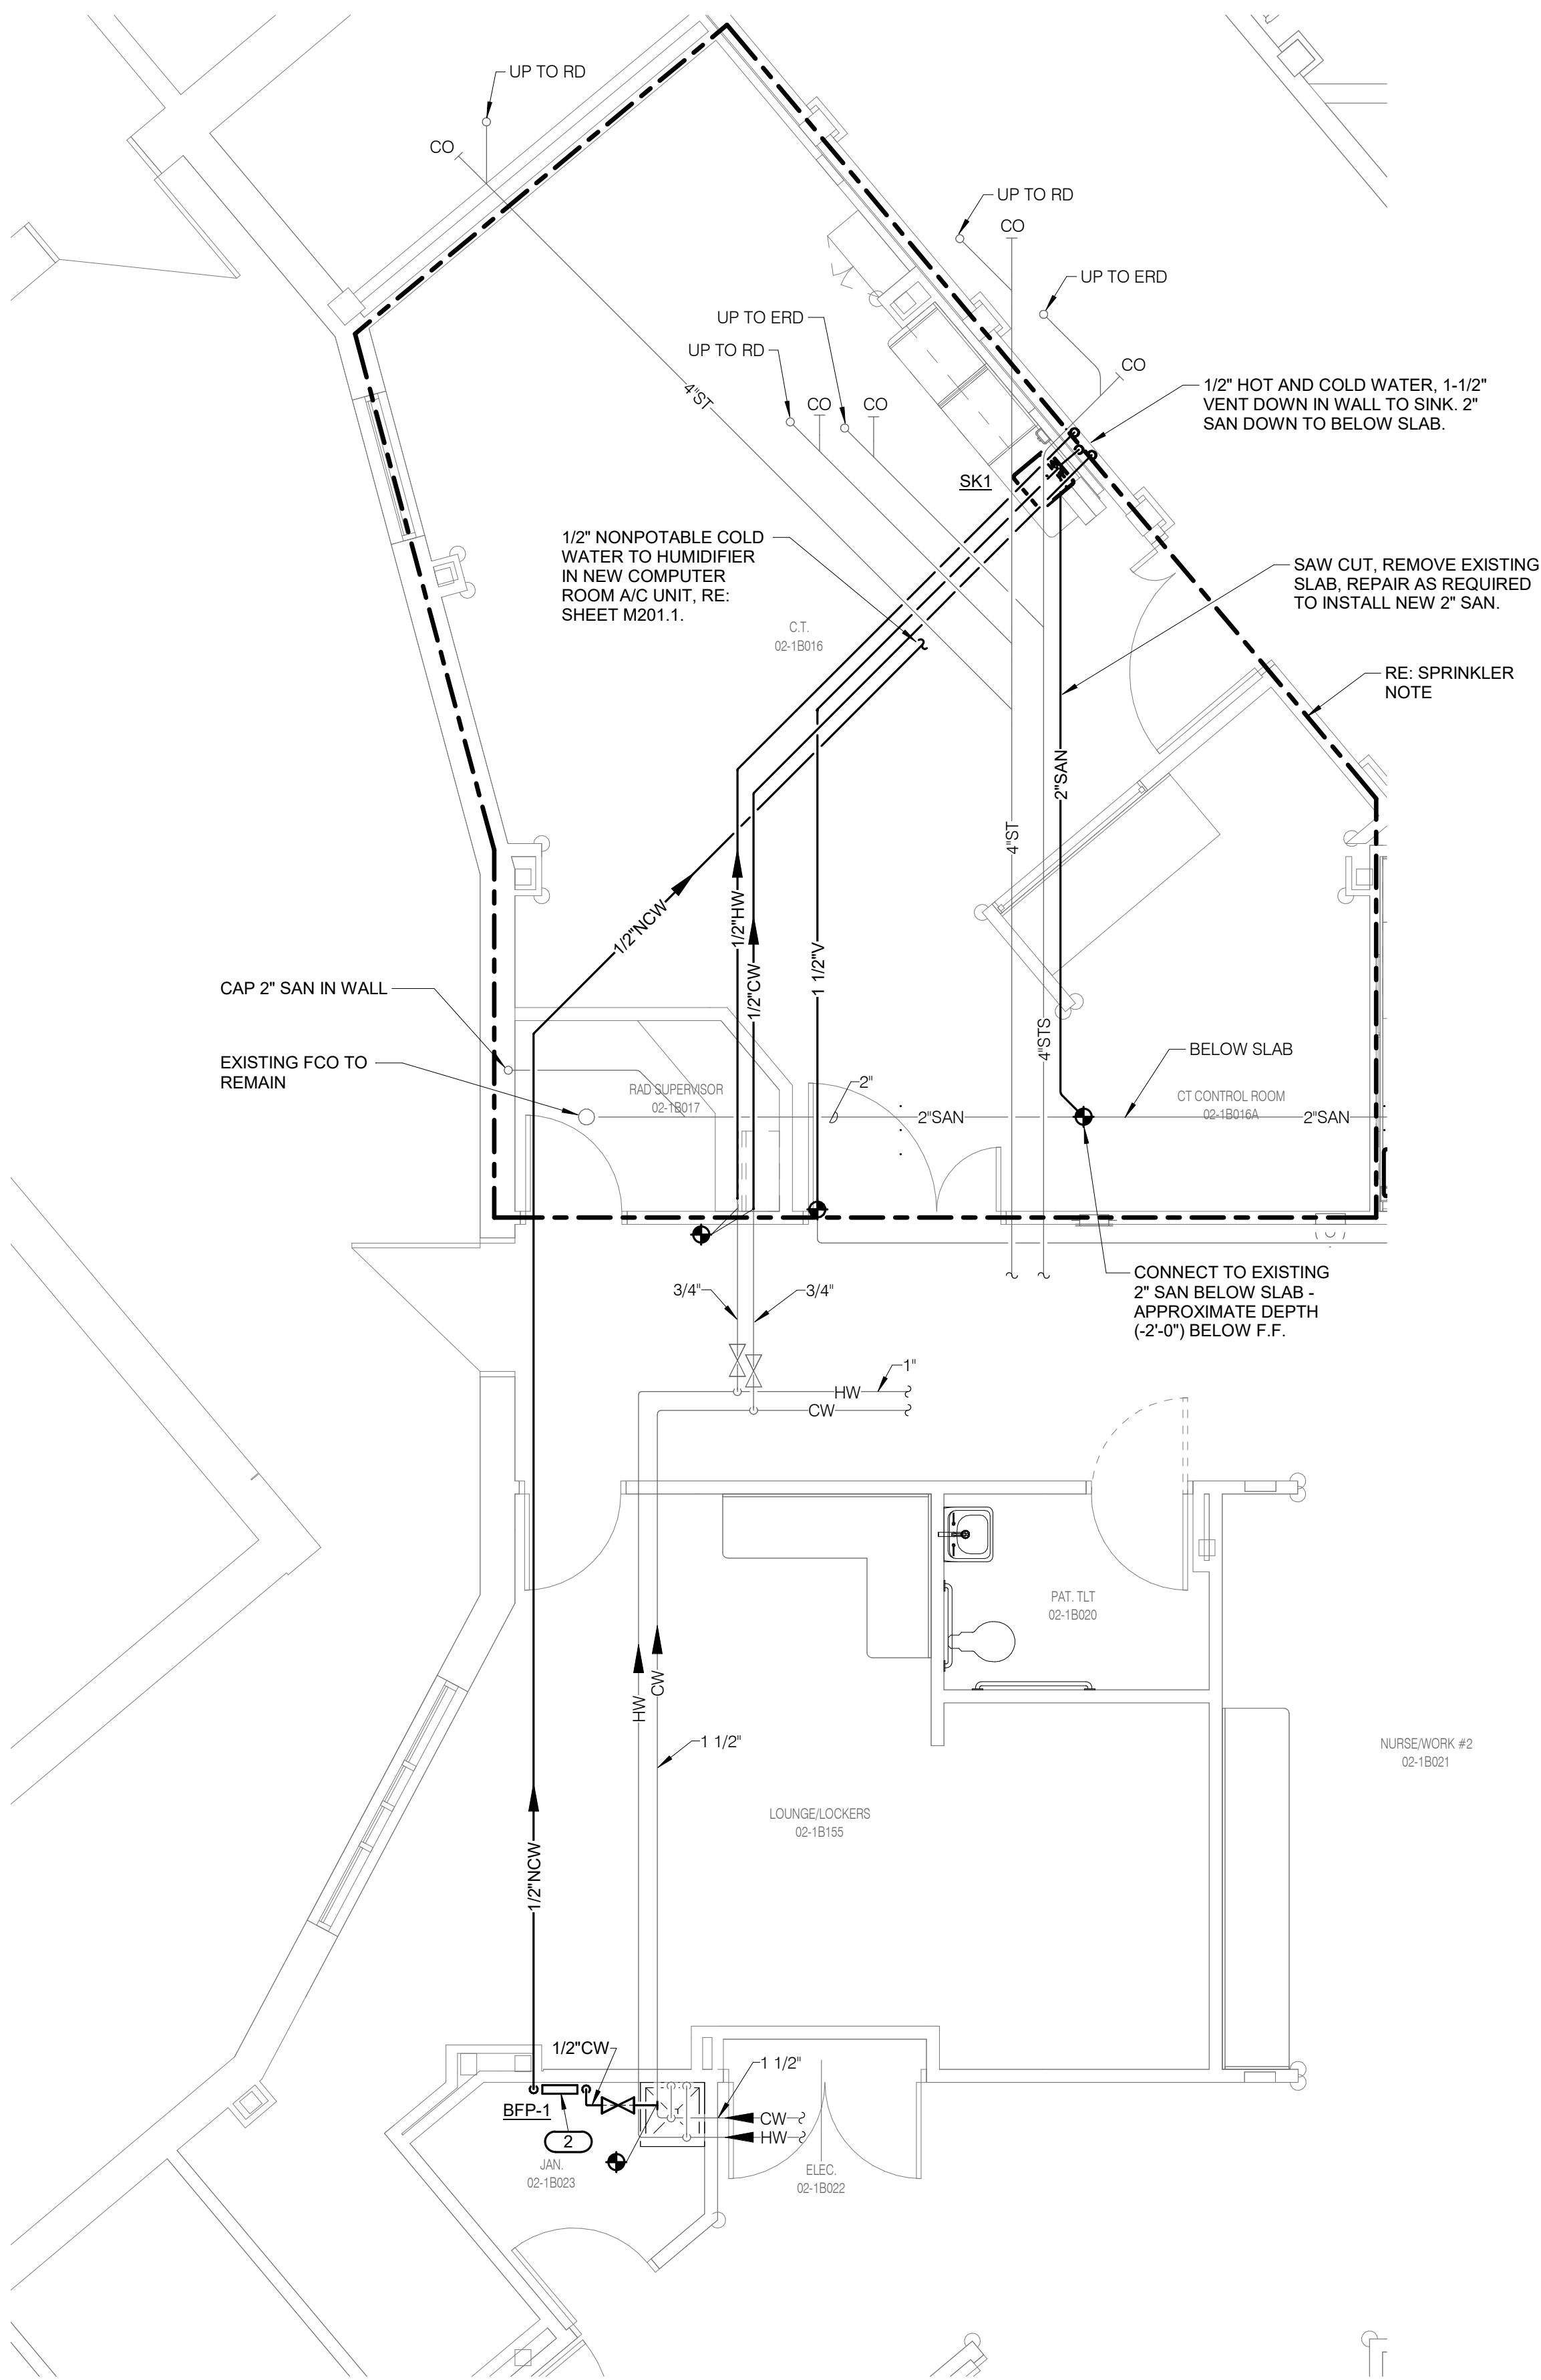 UP TO RD
CO
UP TO RD
CO
UP TO ERD
UP TO ERD
UP TO RD
CO
CO
CO
4"ST
1/2" HOT AND COLD WATER, 1-1/2"
VENT DOWN IN WALL TO SINK. 2"
SAN DOWN TO BELOW SLAB.
SK1
1/2" NONPOTABLE COLD
WATER TO HUMIDIFIER
IN NEW COMPUTER
ROOM A/C UNIT, RE:
SHEET M201.1.
SAW CUT, REMOVE EXISTING
SLAB, REPAIR AS REQUIRED
TO INSTALL NEW 2" SAN.
C.T.
02-1B016
RE: SPRINKLER
NOTE
2"SAN
4"ST
1/2"NCW
1/2"HW
1/2"CW
1 1/2"V
4"STS
CAP 2" SAN IN WALL
EXISTING FCO TO
REMAIN
BELOW SLAB
RAD SUPERVISOR
02-1B017
2"
CT CONTROL ROOM
02-1B016A
2"SAN
2"SAN
CONNECT TO EXISTING
2" SAN BELOW SLAB -
APPROXIMATE DEPTH
(-2'-0") BELOW F.F.
3/4"
3/4"
1"
HW
CW
PAT. TLT
02-1B020
HW
CW
1 1/2"
NURSE/WORK #2
02-1B021
LOUNGE/LOCKERS
02-1B155
1/2"NCW
1/2"CW
1 1/2"
BFP-1
CW
HW
2
JAN.
02-1B023
ELEC.
02-1B022